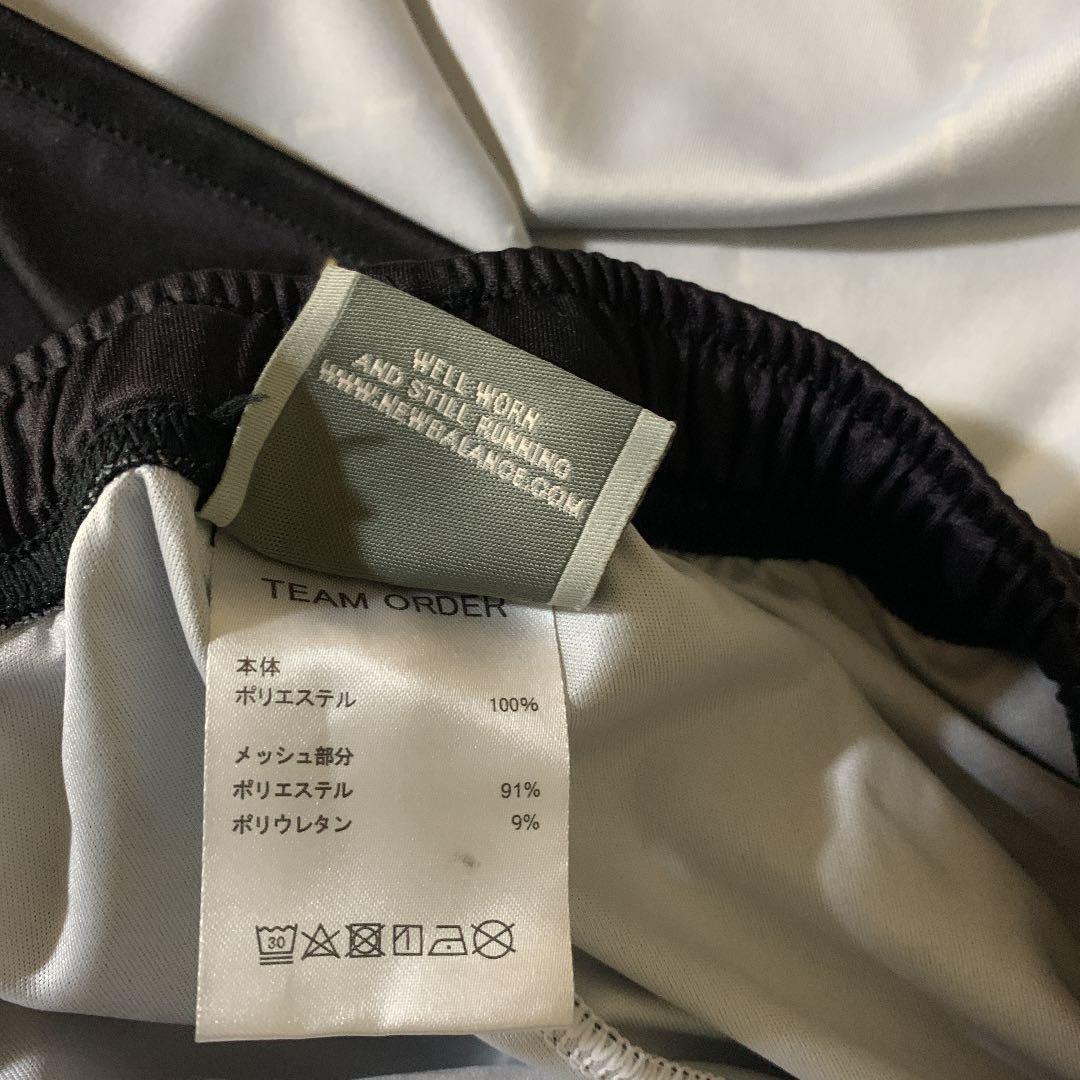 WELL WORN
AND STILL RUNNING
WWW.NEWBALANCE.COM
TEAM ORDER
本体
ポリエステル 100%
メッシュ部分
ポリエステル 91%
ポリウレタン 9%
30